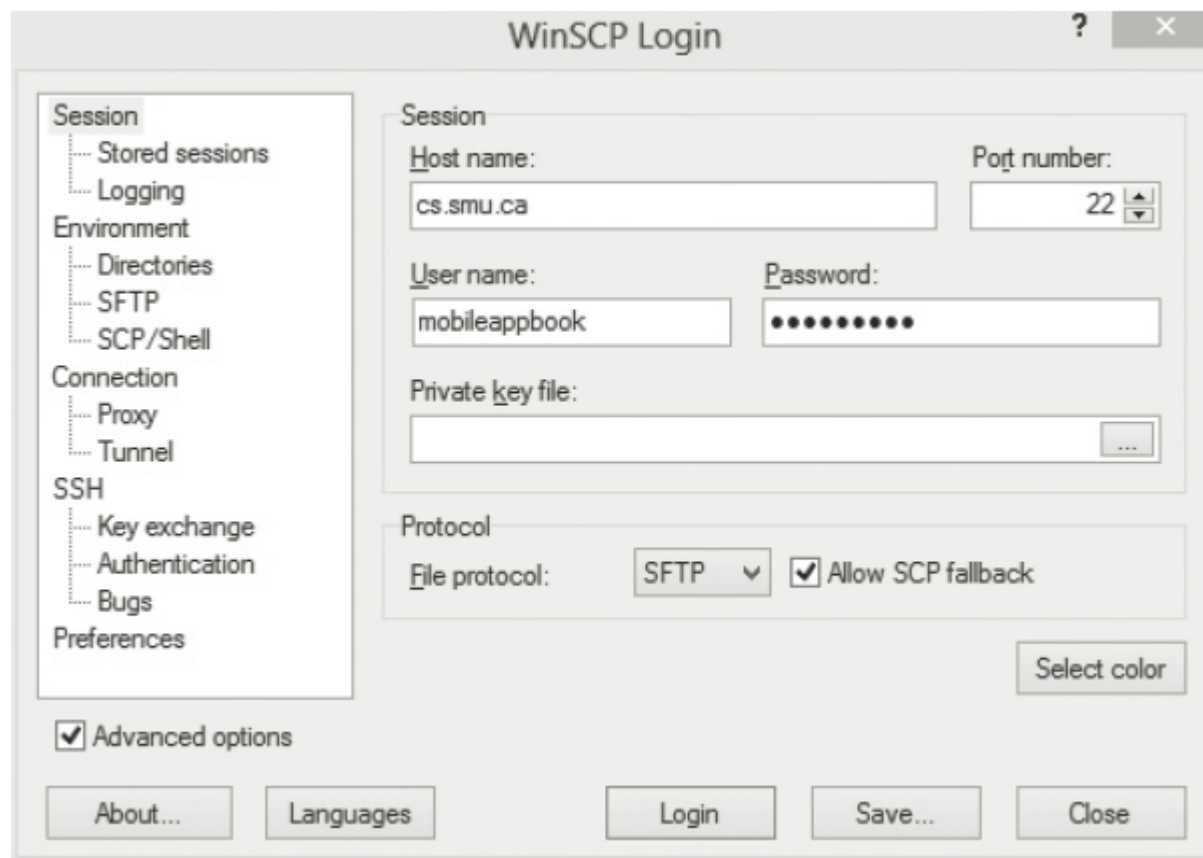 WinSCP Login
?
Session
Stored sessions
Logging
Environment
Directories
SFTP
SCP/Shell
Connection
Proxy
Tunnel
SSH
Key exchange
Authentication
Bugs
Preferences
Advanced options
Session
Host name:
Port number:
cs.smu.ca
22
User name:
Password:
mobileappbook
●●●●●●●●●
Private key file:
...
Protocol
File protocol:
SFTP
Allow SCP fallback
Select color
About...
Languages
Login
Save...
Close